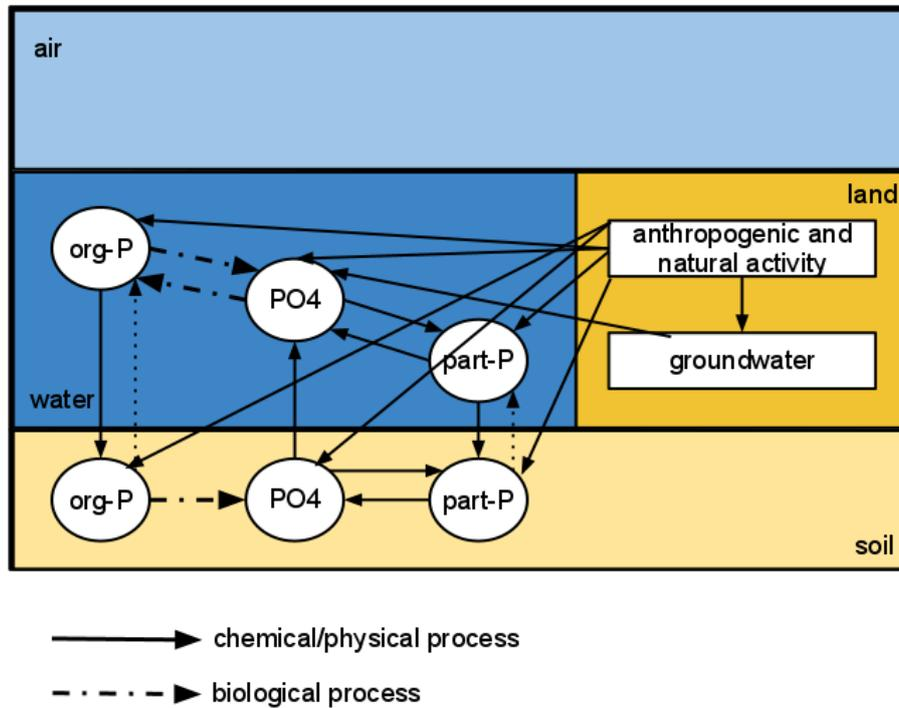 air
land
org-P
anthropogenic and
natural activity
PO4
part-P
groundwater
water
org-P
PO4
part-P
soil
chemical/physical process
biological process